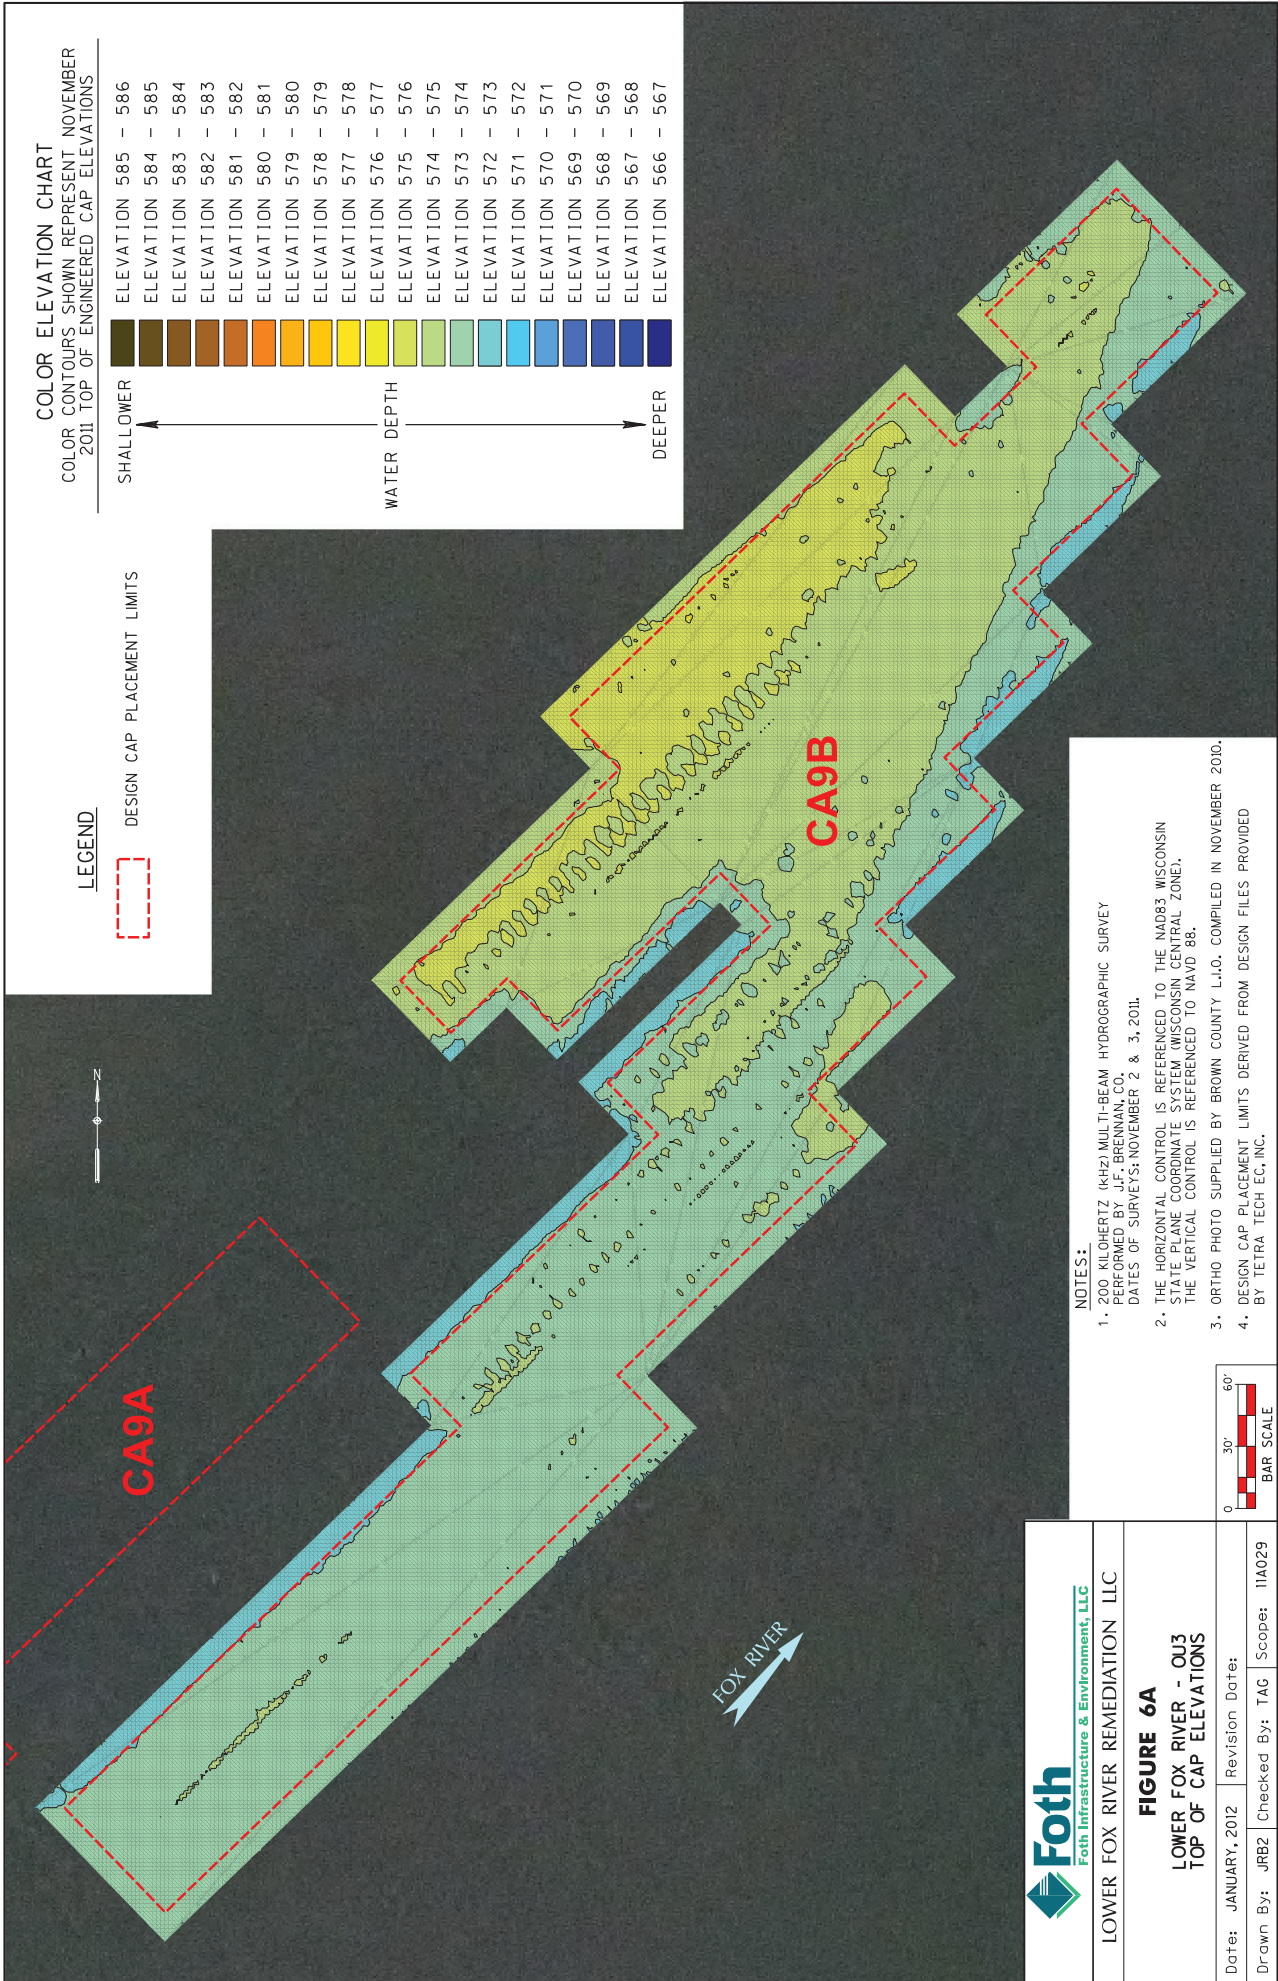 COLOR ELEVATION CHART
COLOR CONTOURS SHOWN REPRESENT NOVEMBER
2011 TOP OF ENGINEERED CAP ELEVATIONS
SHALLOWER
WATER DEPTH
DEEPER
ELEVATION 585 - 586
ELEVATION 584 - 585
ELEVATION 583 - 584
ELEVATION 582 - 583
ELEVATION 581 - 582
ELEVATION 580 - 581
ELEVATION 579 - 580
ELEVATION 578 - 579
ELEVATION 577 - 578
ELEVATION 576 - 577
ELEVATION 575 - 576
ELEVATION 574 - 575
ELEVATION 573 - 574
ELEVATION 572 - 573
ELEVATION 571 - 572
ELEVATION 570 - 571
ELEVATION 569 - 570
ELEVATION 568 - 569
ELEVATION 567 - 568
ELEVATION 566 - 567
LEGEND
DESIGN CAP PLACEMENT LIMITS
N
CA9A
CA9B
FOX RIVER
NOTES:
1. 200 KILOHERTZ (kHz) MULTI-BEAM HYDROGRAPHIC SURVEY
PERFORMED BY J.F. BRENNAN, CO.
DATES OF SURVEYS: NOVEMBER 2 & 3, 2011.
2. THE HORIZONTAL CONTROL IS REFERENCED TO THE NAD83 WISCONSIN
STATE PLANE COORDINATE SYSTEM (WISCONSIN CENTRAL ZONE).
THE VERTICAL CONTROL IS REFERENCED TO NAVD 88.
3. ORTHO PHOTO SUPPLIED BY BROWN COUNTY L.I.O. COMPILED IN NOVEMBER 2010.
4. DESIGN CAP PLACEMENT LIMITS DERIVED FROM DESIGN FILES PROVIDED
BY TETRA TECH EC, INC.
0 30' 60'
BAR SCALE
Foth
Foth Infrastructure & Environment, LLC
LOWER FOX RIVER REMEDIATION LLC
FIGURE 6A
LOWER FOX RIVER - OU3
TOP OF CAP ELEVATIONS
Date: JANUARY, 2012 Revision Date:
Drawn By: JRB2 Checked By: TAG Scope: 11A029